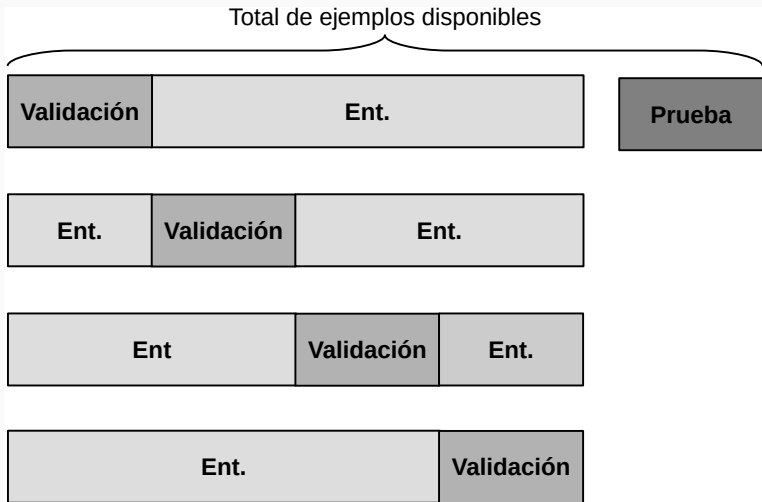 Total de ejemplos disponibles
Validación Ent. Prueba
Ent. Validación Ent.
Ent Validación Ent.
Ent. Validación